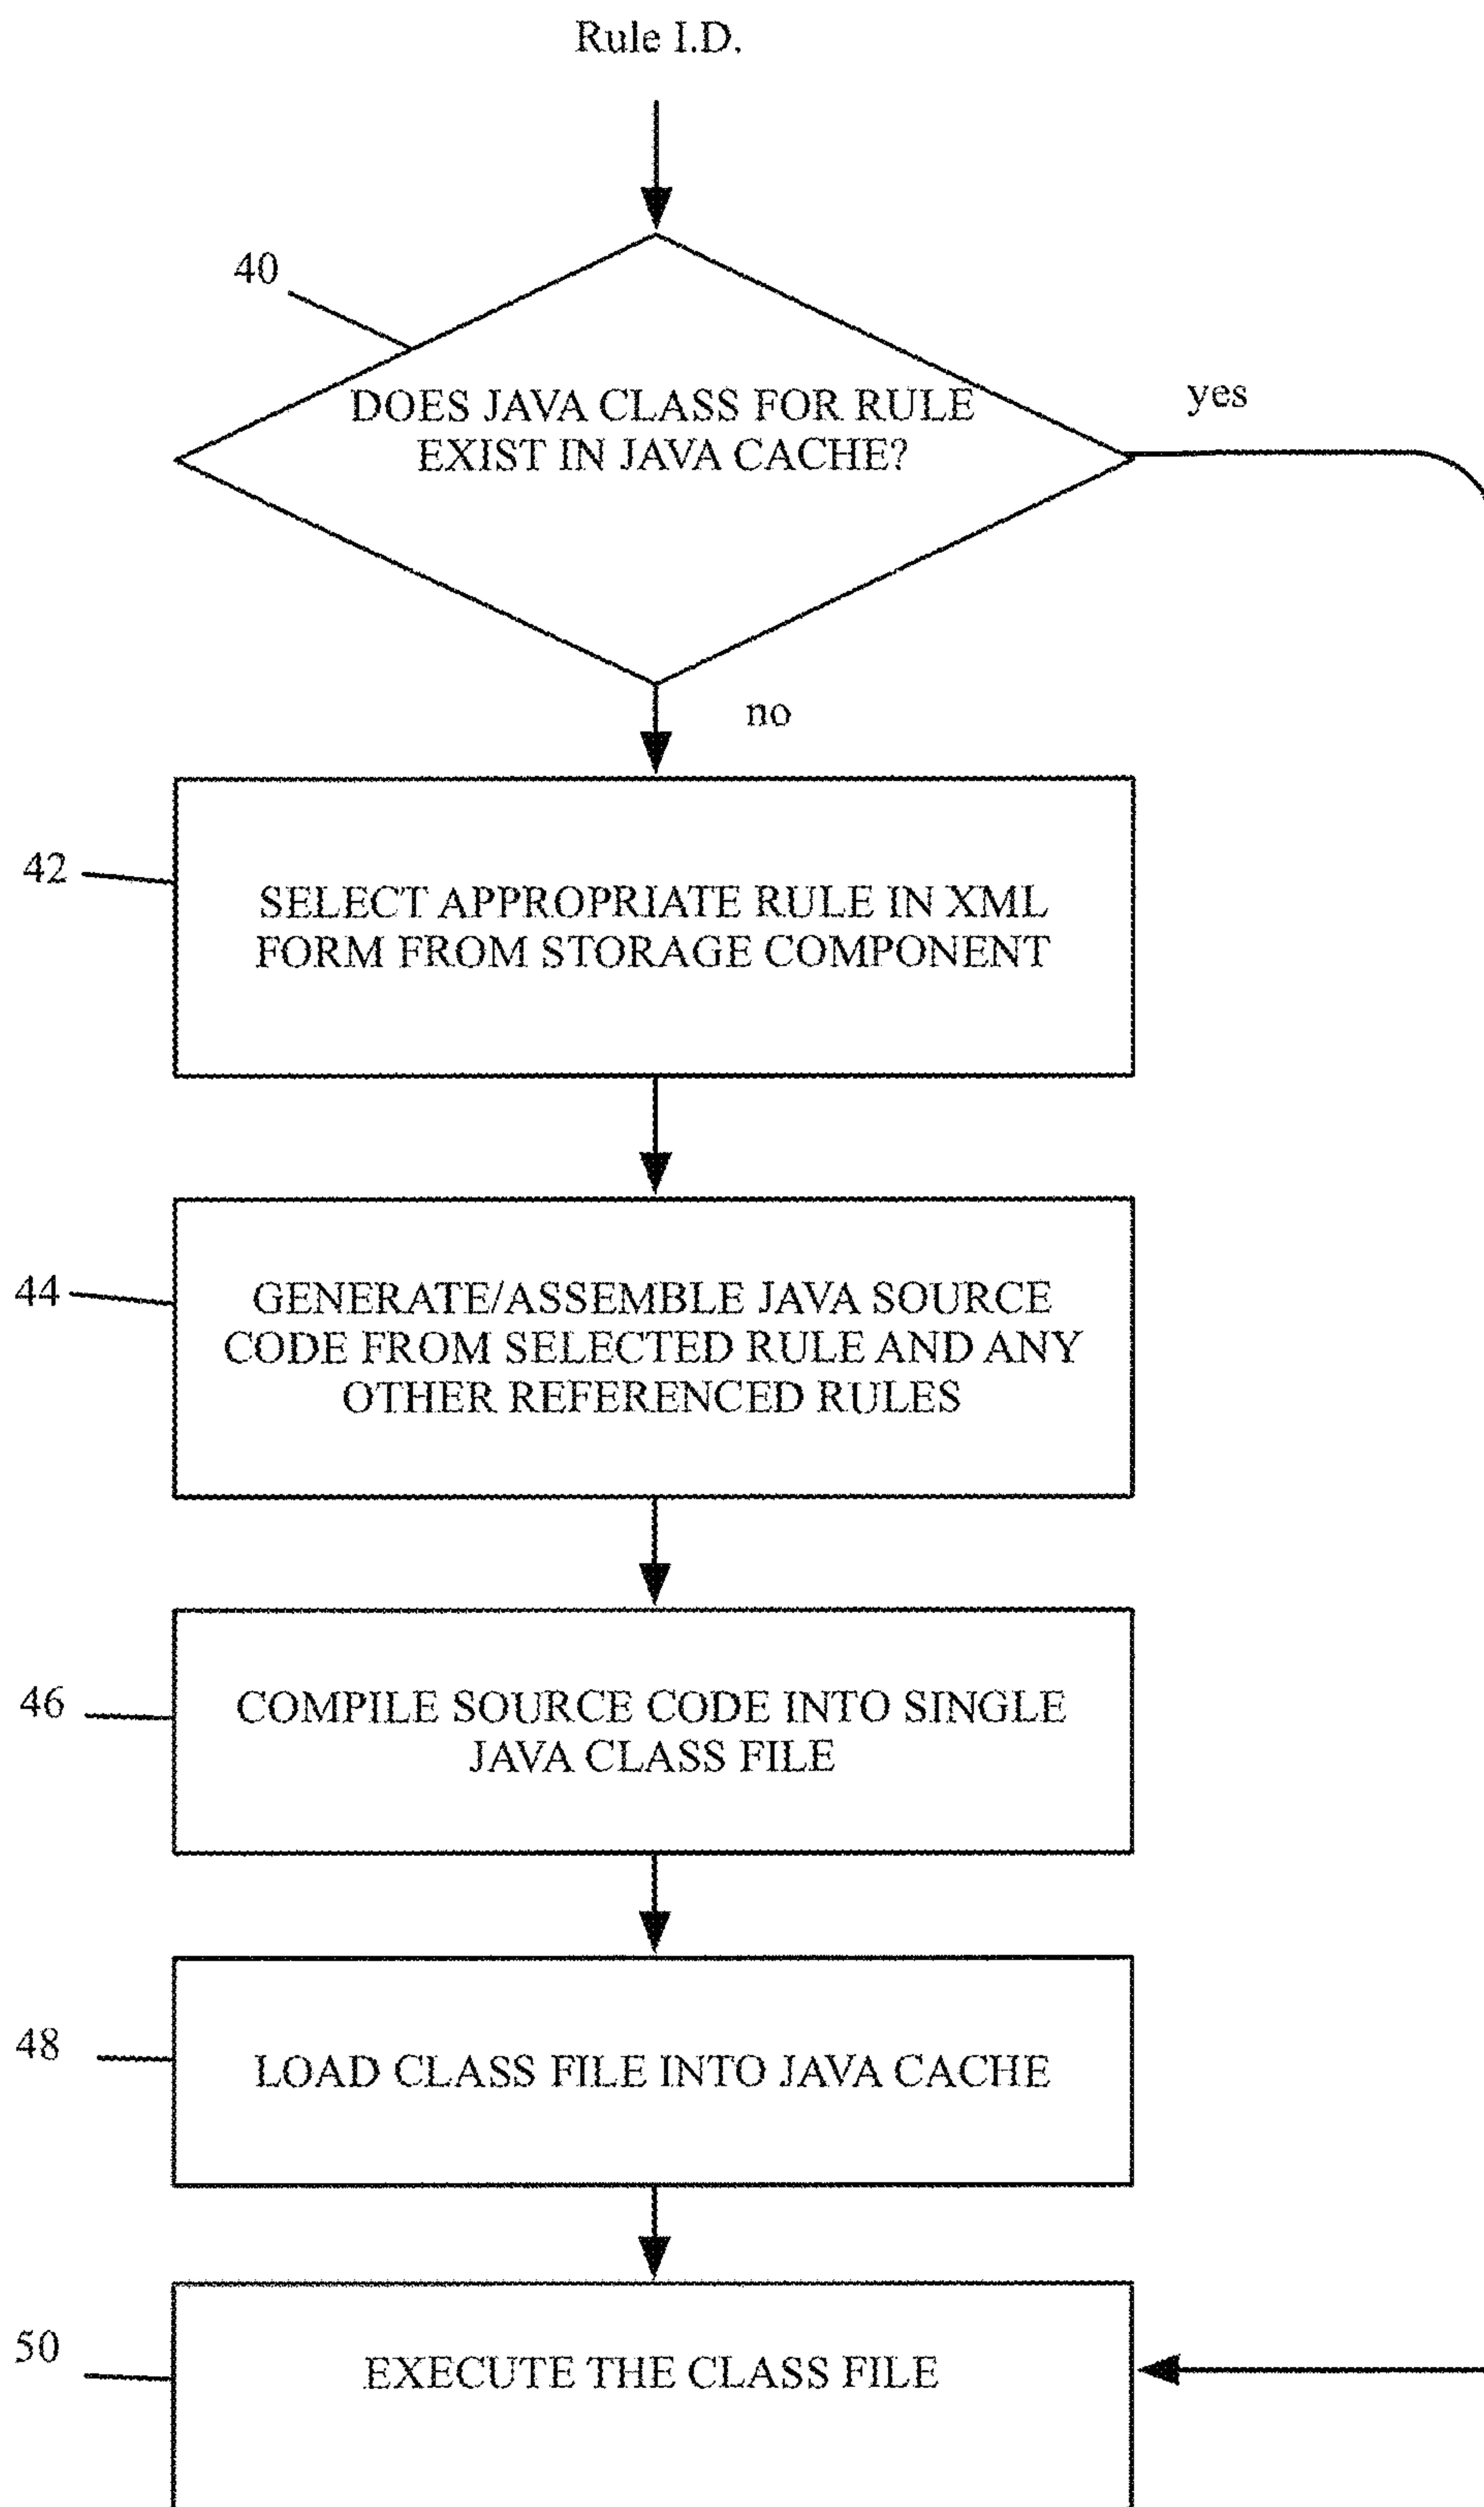 Rule I.D.
40
DOES JAVA CLASS FOR RULE
EXIST IN JAVA CACHE?
yes
no
42
SELECT APPROPRIATE RULE IN XML
FORM FROM STORAGE COMPONENT
44
GENERATE/ASSEMBLE JAVA SOURCE
CODE FROM SELECTED RULE AND ANY
OTHER REFERENCED RULES
46
COMPILE SOURCE CODE INTO SINGLE
JAVA CLASS FILE
48
LOAD CLASS FILE INTO JAVA CACHE
50
EXECUTE THE CLASS FILE